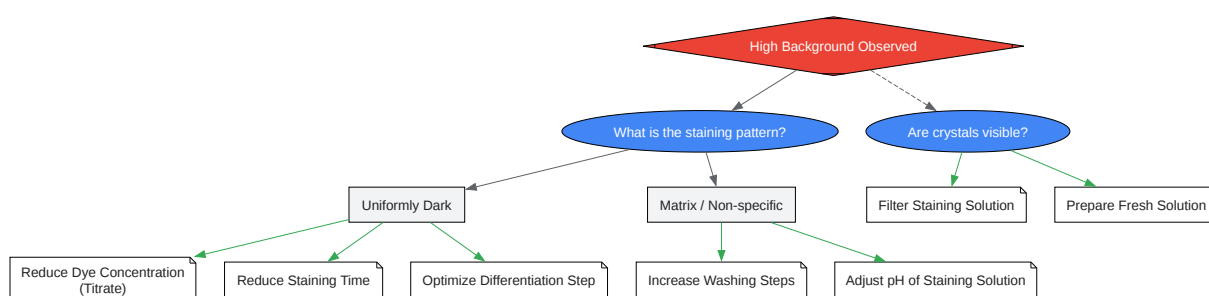 High Background Observed
What is the staining pattern?
Are crystals visible?
Uniformly Dark
Matrix / Non-specific
Filter Staining Solution
Prepare Fresh Solution
Reduce Dye Concentration
(Titrate)
Reduce Staining Time
Optimize Differentiation Step
Increase Washing Steps
Adjust pH of Staining Solution